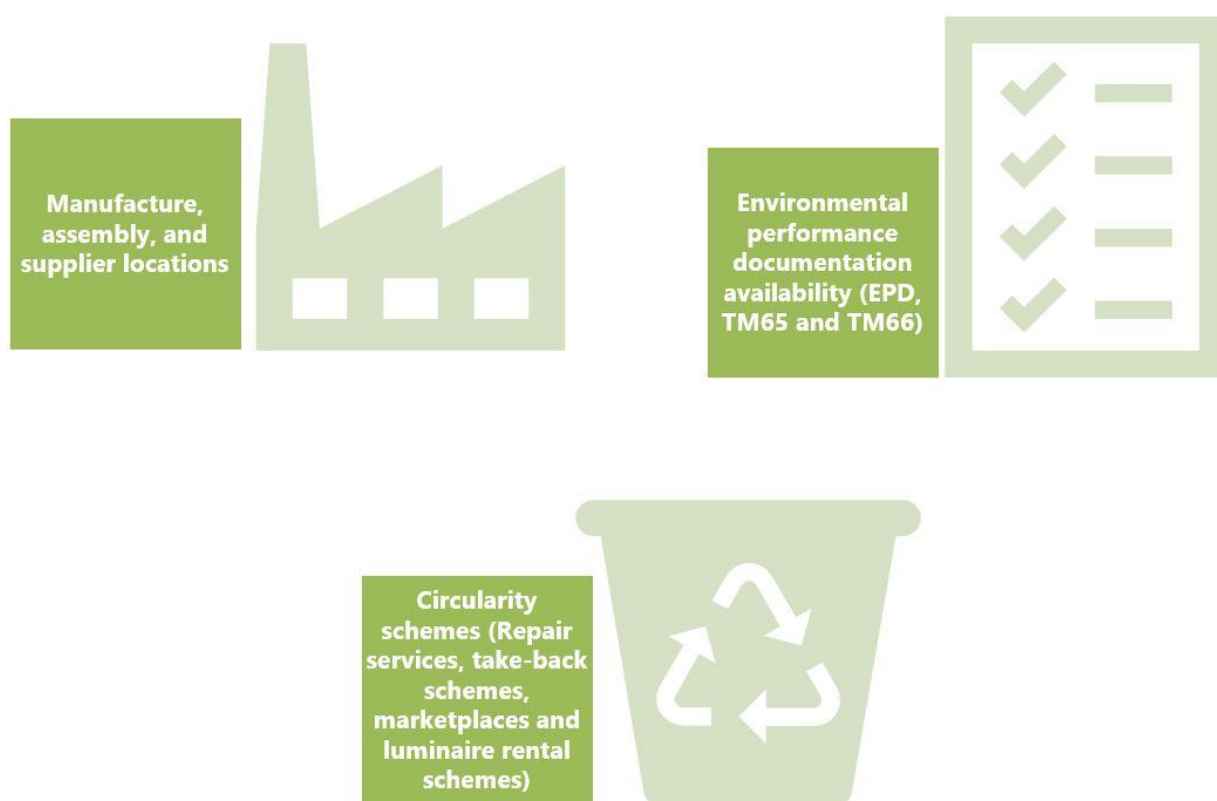 Manufacture,
assembly, and
supplier locations
Environmental
performance
documentation
availability (EPD,
TM65 and TM66)
Circularity
schemes (Repair
services, take-back
schemes,
marketplaces and
luminaire rental
schemes)